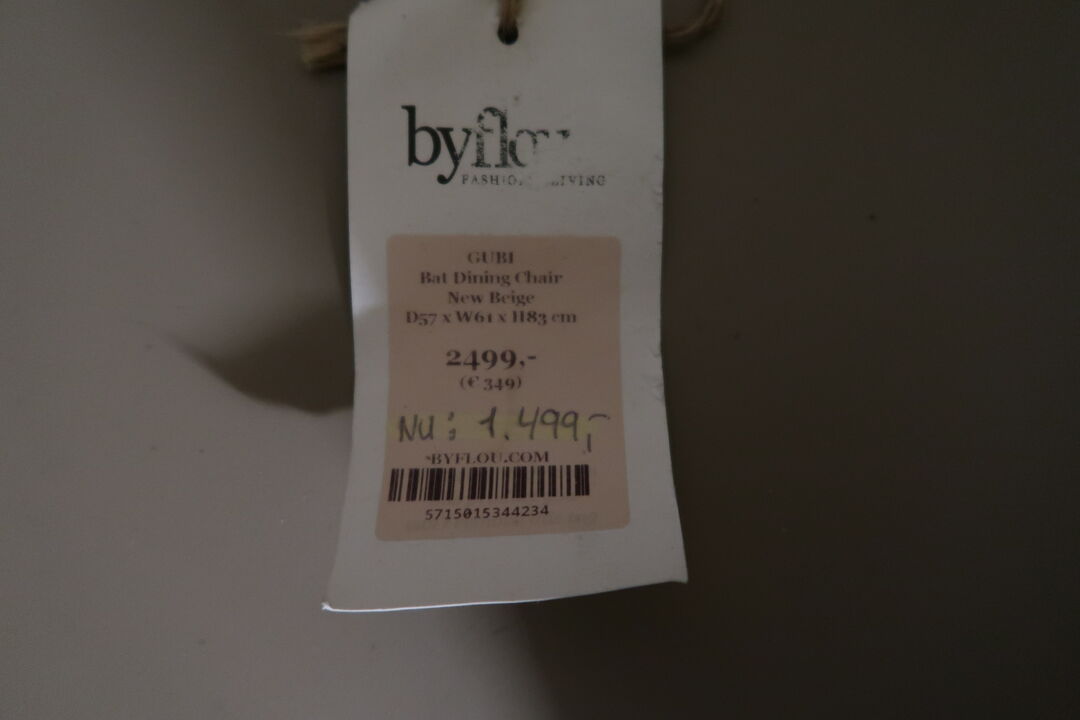 byflou
FASHION LIVING
GUBI
Bat Dining Chair
New Beige
D57 x W61 x H83 cm
2499,-
(€ 349)
NU: 1.499,-
BYFLOU.COM
5715015344234